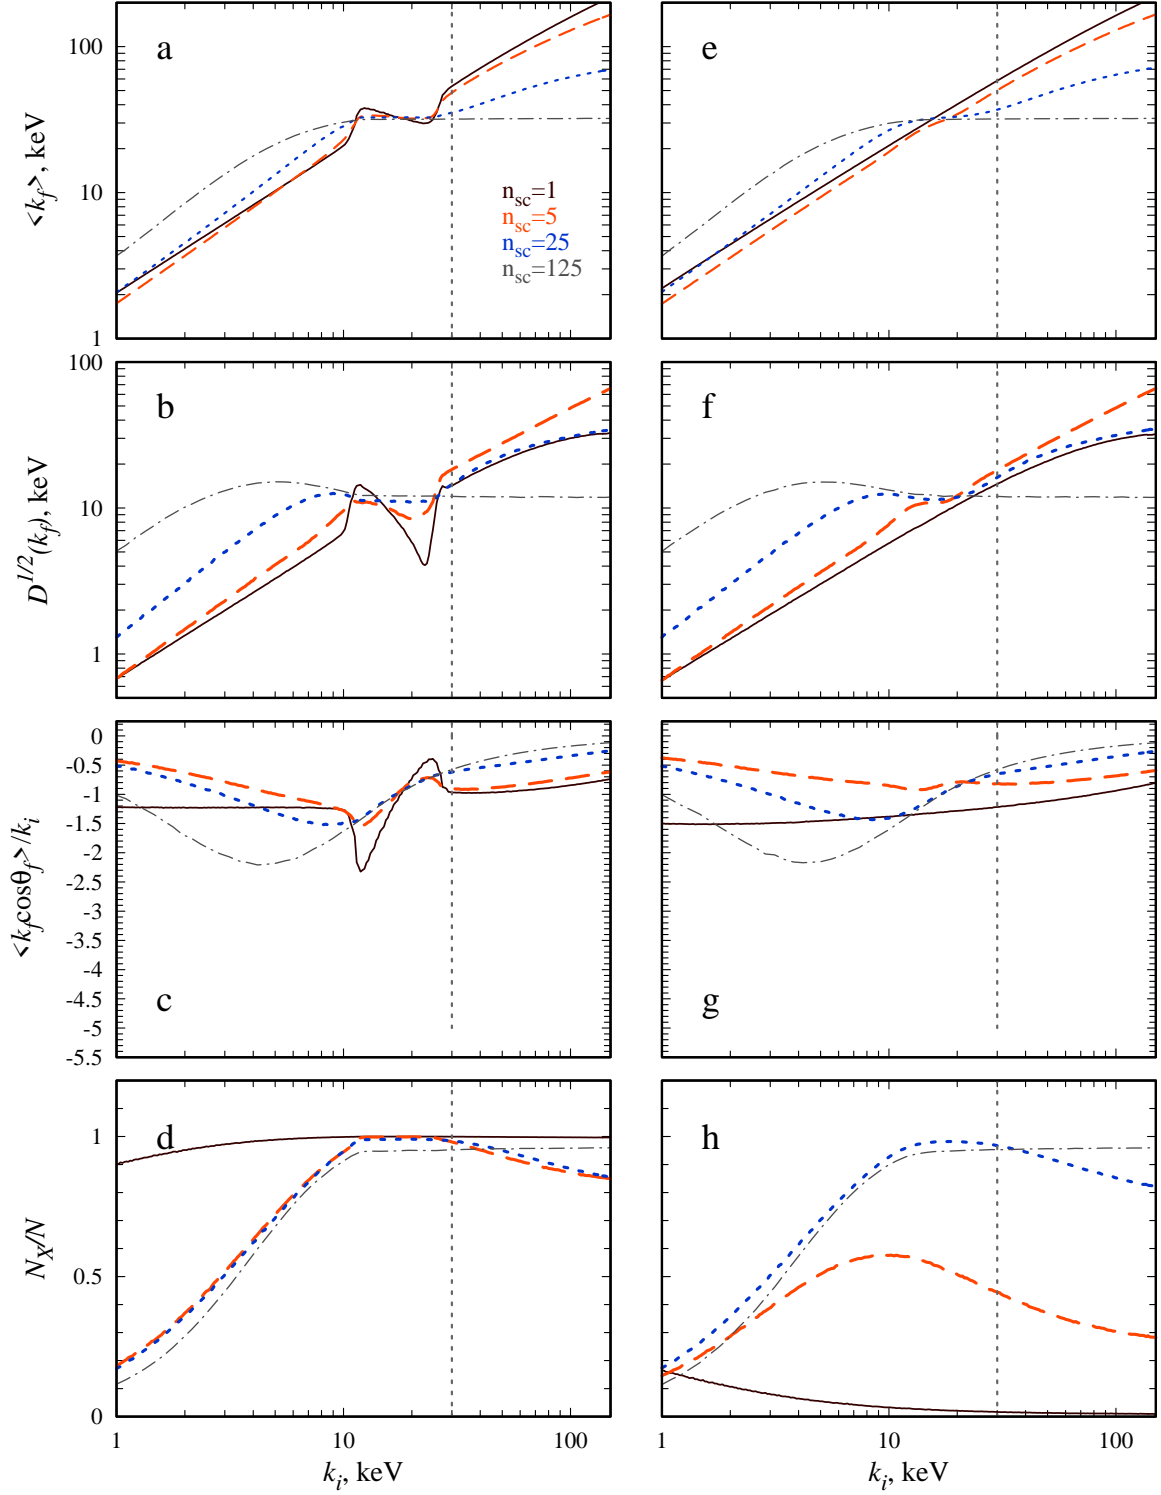 a
e
100
10
1
<k_f>, keV
n_sc=1
n_sc=5
n_sc=25
n_sc=125
b
f
100
10
1
D^1/2(k_f), keV
c
g
0
-0.5
-1
-1.5
-2
-2.5
-3
-3.5
-4
-4.5
-5
-5.5
<k_f cosθ_f>/k_i
d
h
1
0.5
0
N_X/N
1 10 100
1 10 100
k_i, keV
k_i, keV